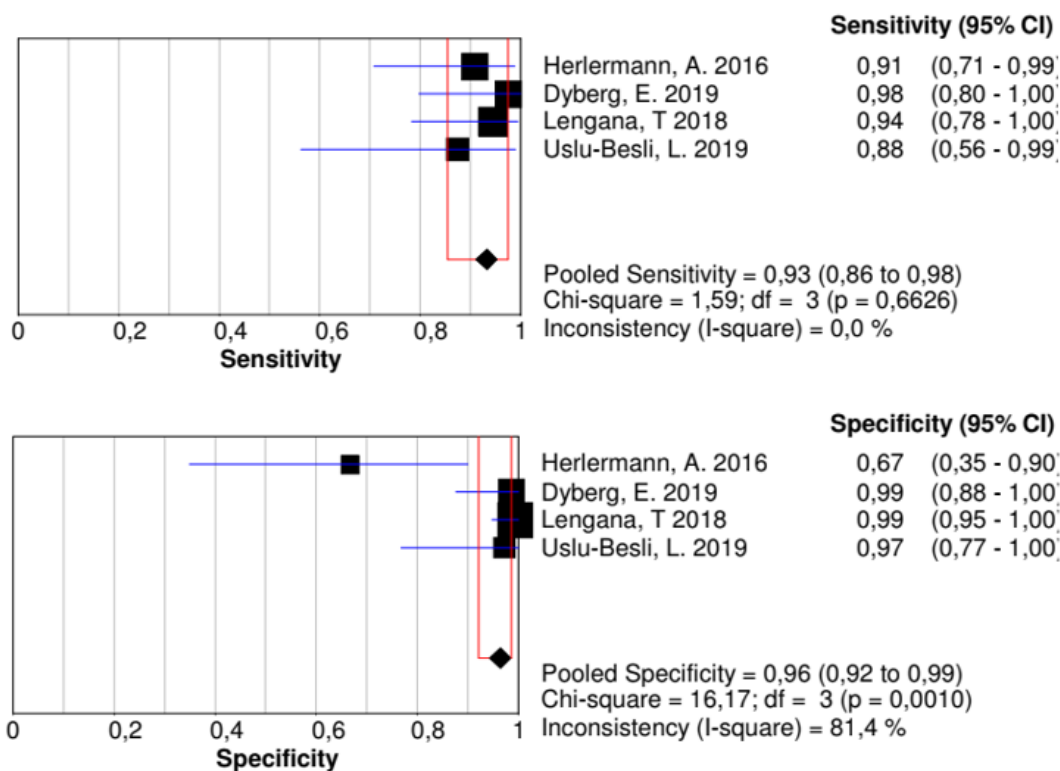 Sensitivity (95% CI)
Herlermann, A. 2016 0,91 (0,71 - 0,99)
Dyberg, E. 2019 0,98 (0,80 - 1,00)
Lengana, T 2018 0,94 (0,78 - 1,00)
Uslu-Besli, L. 2019 0,88 (0,56 - 0,99)
Pooled Sensitivity = 0,93 (0,86 to 0,98)
Chi-square = 1,59; df = 3 (p = 0,6626)
Inconsistency (I-square) = 0,0 %
0 0,2 0,4 0,6 0,8 1
Sensitivity
Specificity (95% CI)
Herlermann, A. 2016 0,67 (0,35 - 0,90)
Dyberg, E. 2019 0,99 (0,88 - 1,00)
Lengana, T 2018 0,99 (0,95 - 1,00)
Uslu-Besli, L. 2019 0,97 (0,77 - 1,00)
Pooled Specificity = 0,96 (0,92 to 0,99)
Chi-square = 16,17; df = 3 (p = 0,0010)
Inconsistency (I-square) = 81,4 %
0 0,2 0,4 0,6 0,8 1
Specificity